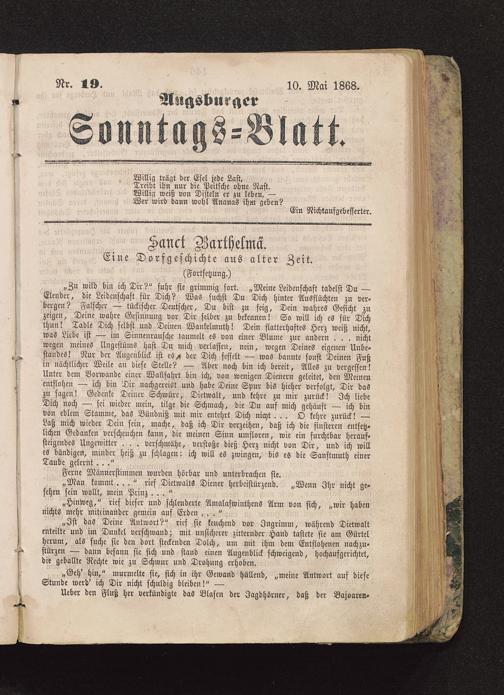 Nr. 19.
10. Mai 1868.
Augsburger
Sonntags=Blatt.
Willig trägt der Esel jede Last,
Treibt ihn nur die Peitsche ohne Rast.
Willig weiß von Disteln er zu leben, —
Wer wird dann wohl Ananas ihm geben?
Ein Nichtaufgebesserter.
Sanct Barthelmä.
Eine Dorfgeschichte aus alter Zeit.
(Fortsetzung.)
„Zu wild bin ich Dir?“ fuhr sie grimmig fort. „Meine Leidenschaft tadelst Du —
Elender, die Leidenschaft für Dich? Was suchst Du Dich hinter Ausflüchten zu ver-
bergen? Falscher — tückischer Deutscher, Du bist zu feig, Dein wahres Gesicht zu
zeigen, Deine wahre Gesinnung vor Dir selber zu bekennen! So will ich es für Dich
thun! Tadle Dich selbst und Deinen Wankelmuth! Dein flatterhaftes Herz weiß nicht,
was Liebe ist — im Sinnenrausche taumelt es von einer Blume zur andern . . . nicht
wegen meines Ungestüms hast Du mich verlassen, nein, wegen Deines eigenen Unbe-
standes! Nur der Augenblick ist es, der Dich fesselt — was bannte sonst Deinen Fuß
in nächtlicher Weile an diese Stelle? — Aber noch bin ich bereit, Alles zu vergessen!
Unter dem Vorwande einer Wallfahrt bin ich, von wenigen Dienern geleitet, den Meinen
entflohen — ich bin Dir nachgereist und habe Deine Spur bis hieher verfolgt, Dir das
zu sagen! Gedenke Deiner Schwüre, Dietwalt, und kehre zu mir zurück! Ich liebe
Dich noch — sei wieder mein, tilge die Schmach, die Du auf mich gehäuft — ich bin
von edlem Stamme, das Bündniß mit mir entehrt Dich nicht . . . O kehre zurück! —
Laß mich wieder Dein sein, mache, daß ich Dir verzeihen, daß ich die finsteren entsetz-
lichen Gedanken verscheuchen kann, die meinen Sinn umfloren, wie ein furchtbar herauf-
steigendes Ungewitter . . . verschmähe, verstoße dieß Herz nicht von Dir, und ich will
es bändigen, minder heiß zu schlagen: ich will es zwingen, bis es die Sanftmuth einer
Taube gelernt . . .“
Ferne Männerstimmen wurden hörbar und unterbrachen sie.
„Man kommt . . .“ rief Dietwalts Diener herbeistürzend. „Wenn Ihr nicht ge-
sehen sein wollt, mein Prinz . . .“
„Hinweg,“ rief dieser und schleuderte Amalaswinthens Arm von sich, „wir haben
nichts mehr miteinander gemein auf Erden . . .“
„Ist das Deine Antwort?“ rief sie keuchend vor Ingrimm, während Dietwalt
enteilte und im Dunkel verschwand; mit unsicherer zitternder Hand tastete sie am Gürtel
herum, als suche sie den dort steckenden Dolch, um mit ihm dem Entflohenen nachzu-
stürzen — dann besann sie sich und stand einen Augenblick schweigend, hochaufgerichtet,
die geballte Rechte wie zu Schwur und Drohung erhoben.
„Geh' hin,“ murmelte sie, sich in ihr Gewand hüllend, „meine Antwort auf diese
Stunde werd' ich Dir nicht schuldig bleiben!“ —
Ueber den Fluß her verkündigte das Blasen der Jagdhörner, daß der Bajoaren-